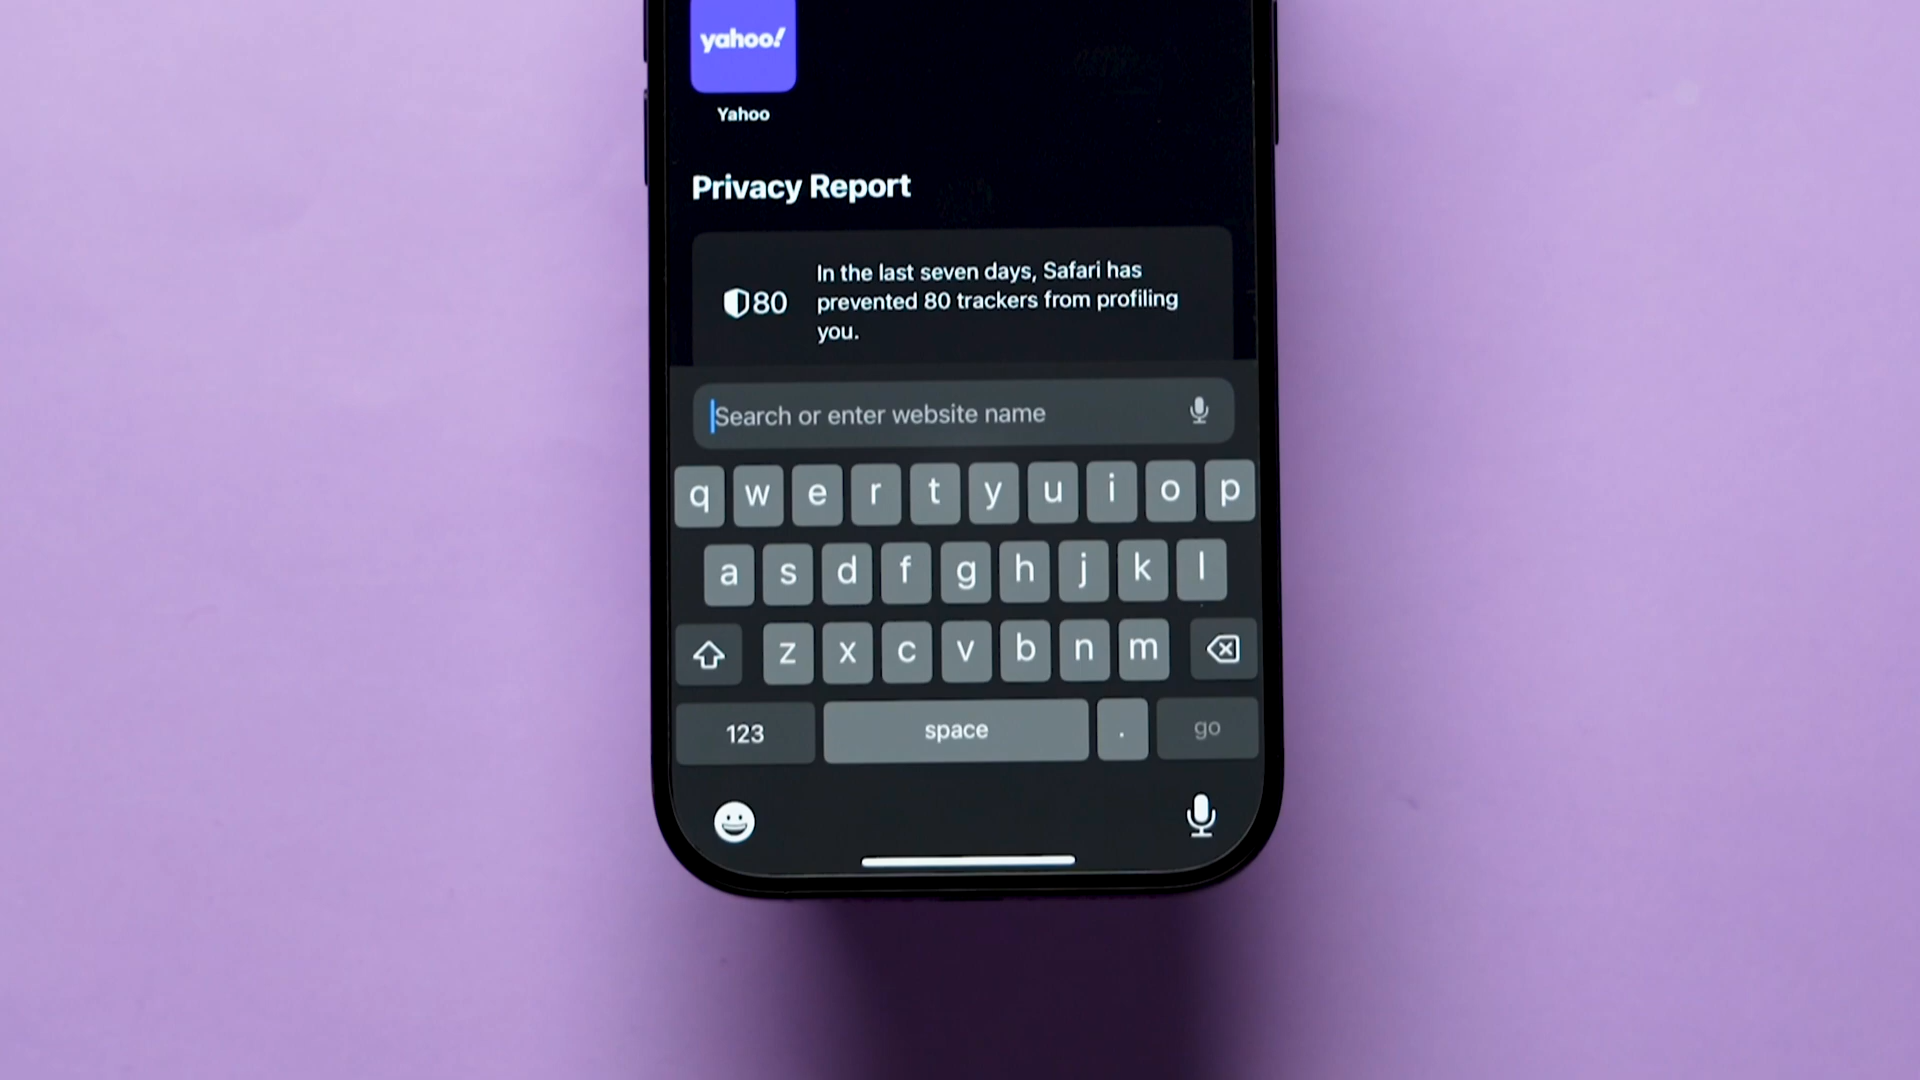 yahoo!
Yahoo
Privacy Report
80
In the last seven days, Safari has
prevented 80 trackers from profiling
you.
Search or enter website name
q w e r t y u i o p
a s d f g h j k l
z x c v b n m
123 space . go